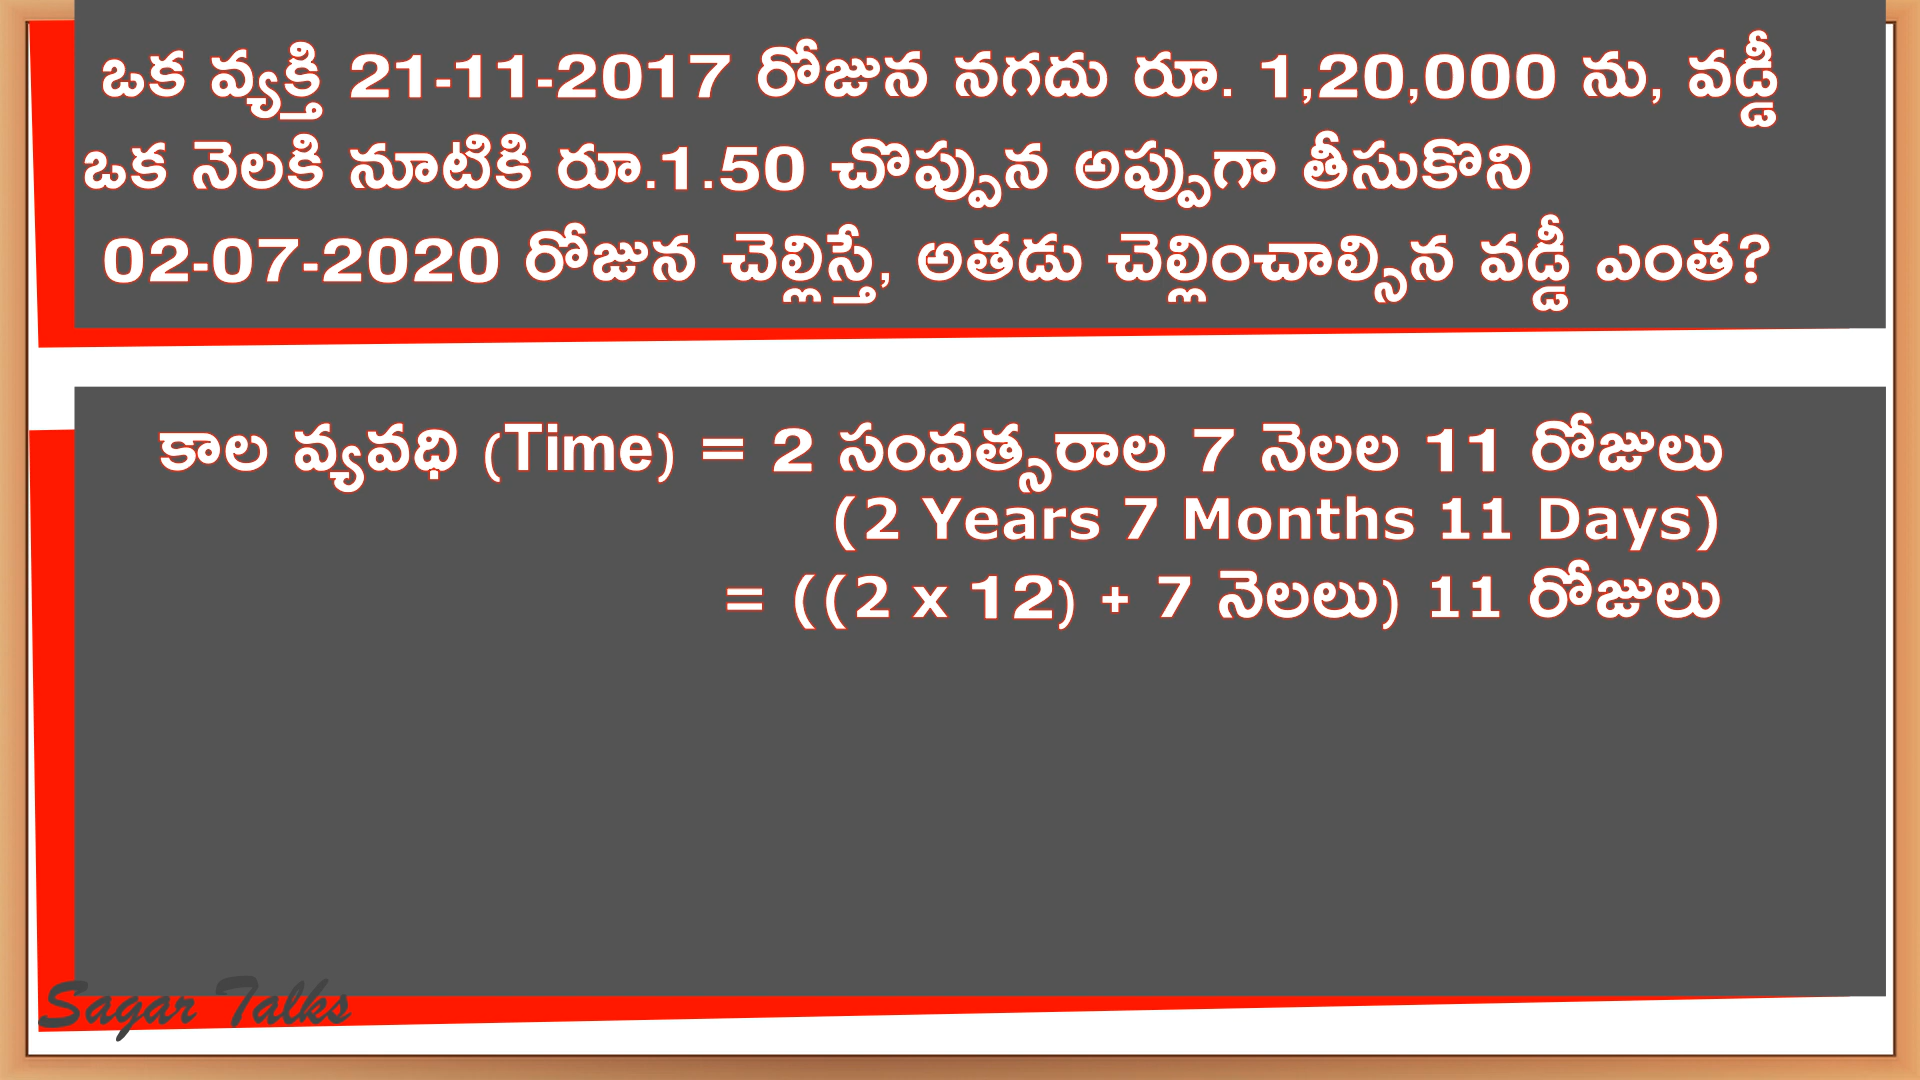 ఒక వ్యక్తి 21-11-2017 రోజున నగదు రూ. 1,20,000 ను, వడ్డీ
ఒక నెలకి నూటికి రూ.1.50 చొప్పున అప్పుగా తీసుకొని
02-07-2020 రోజున చెల్లిస్తే, అతడు చెల్లించాల్సిన వడ్డీ ఎంత?
కాల వ్యవధి (Time) = 2 సంవత్సరాల 7 నెలల 11 రోజులు
(2 Years 7 Months 11 Days)
= ((2 x 12) + 7 నెలలు) 11 రోజులు
Sagar Talks